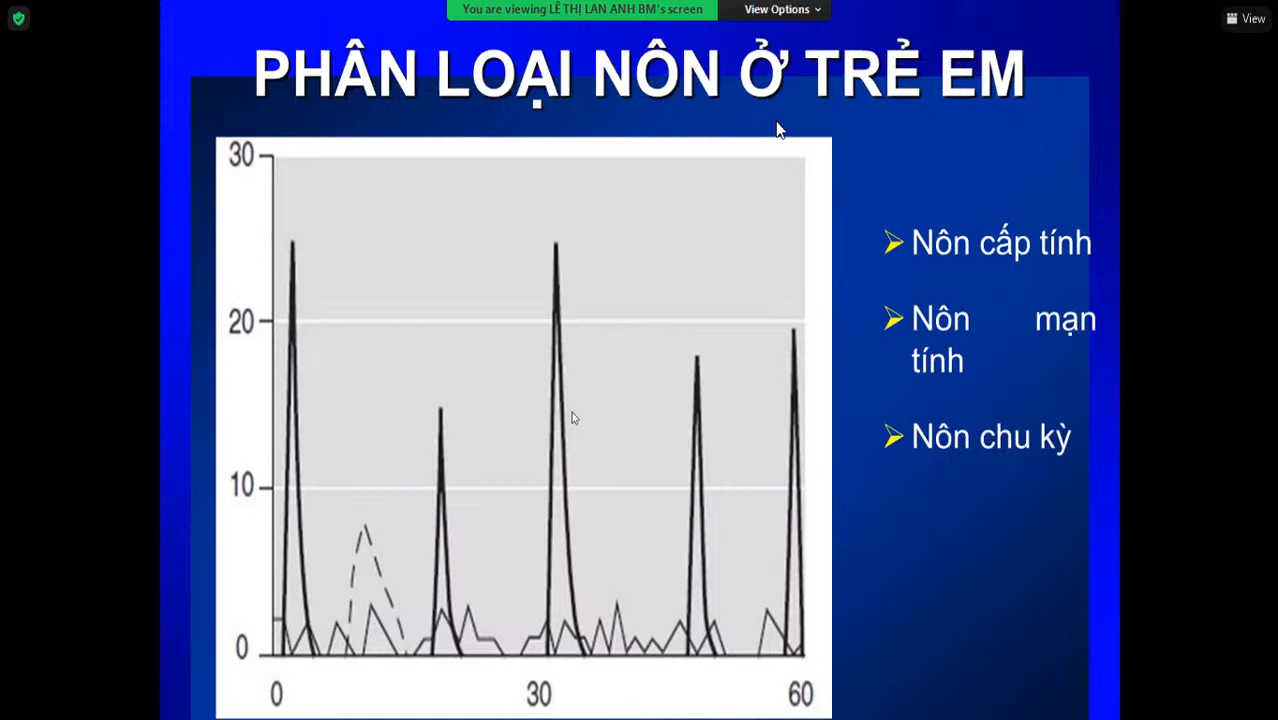 You are viewing LÊ THỊ LAN ANH BM's screen
View Options
View
PHÂN LOẠI NÔN Ở TRẺ EM
30
20
10
0
0 30 60
Nôn cấp tính
Nôn mạn
tính
Nôn chu kỳ